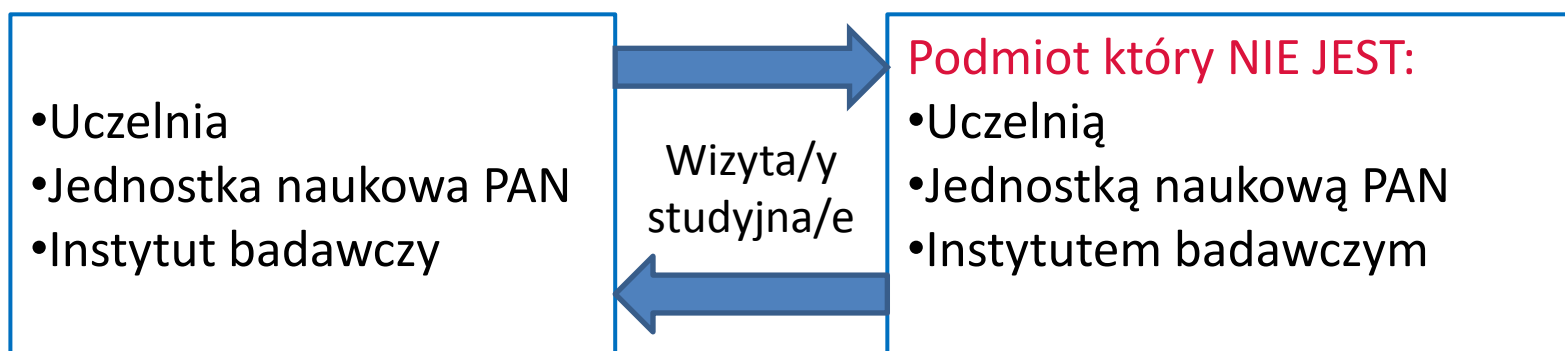 •Uczelnia
•Jednostka naukowa PAN
•Instytut badawczy
Wizyta/y
studyjna/e
Podmiot który NIE JEST:
•Uczelnią
•Jednostką naukową PAN
•Instytutem badawczym